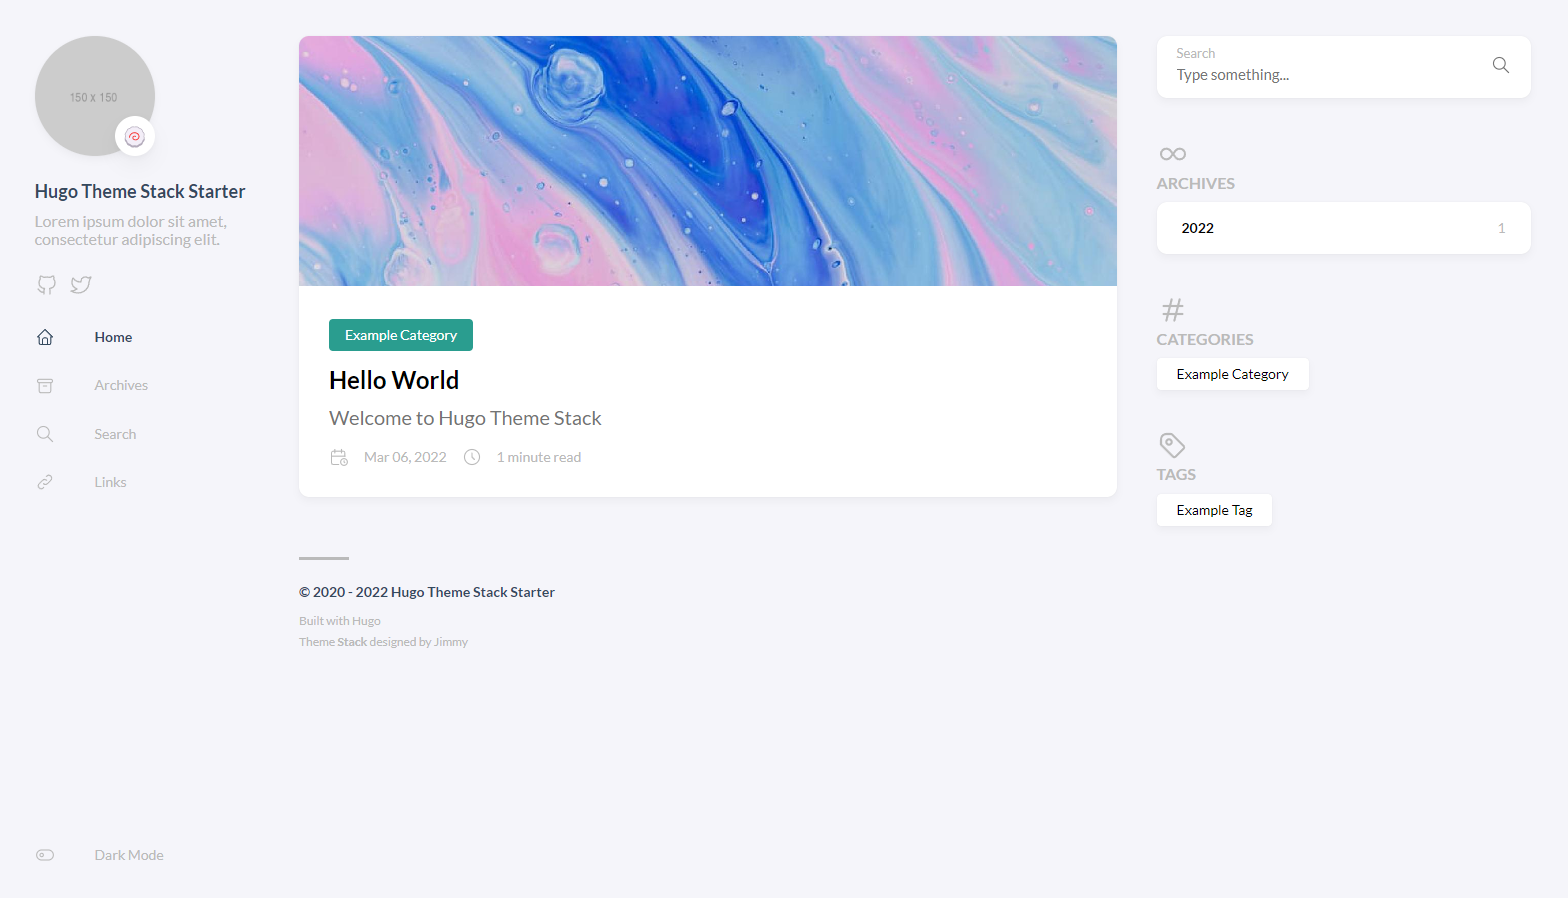 150 x 150
Hugo Theme Stack Starter
Lorem ipsum dolor sit amet,
consectetur adipiscing elit.
Home
Archives
Search
Links
Dark Mode
Example Category
Hello World
Welcome to Hugo Theme Stack
Mar 06, 2022
1 minute read
© 2020 - 2022 Hugo Theme Stack Starter
Built with Hugo
Theme Stack designed by Jimmy
Search
Type something...
ARCHIVES
2022 1
CATEGORIES
Example Category
TAGS
Example Tag